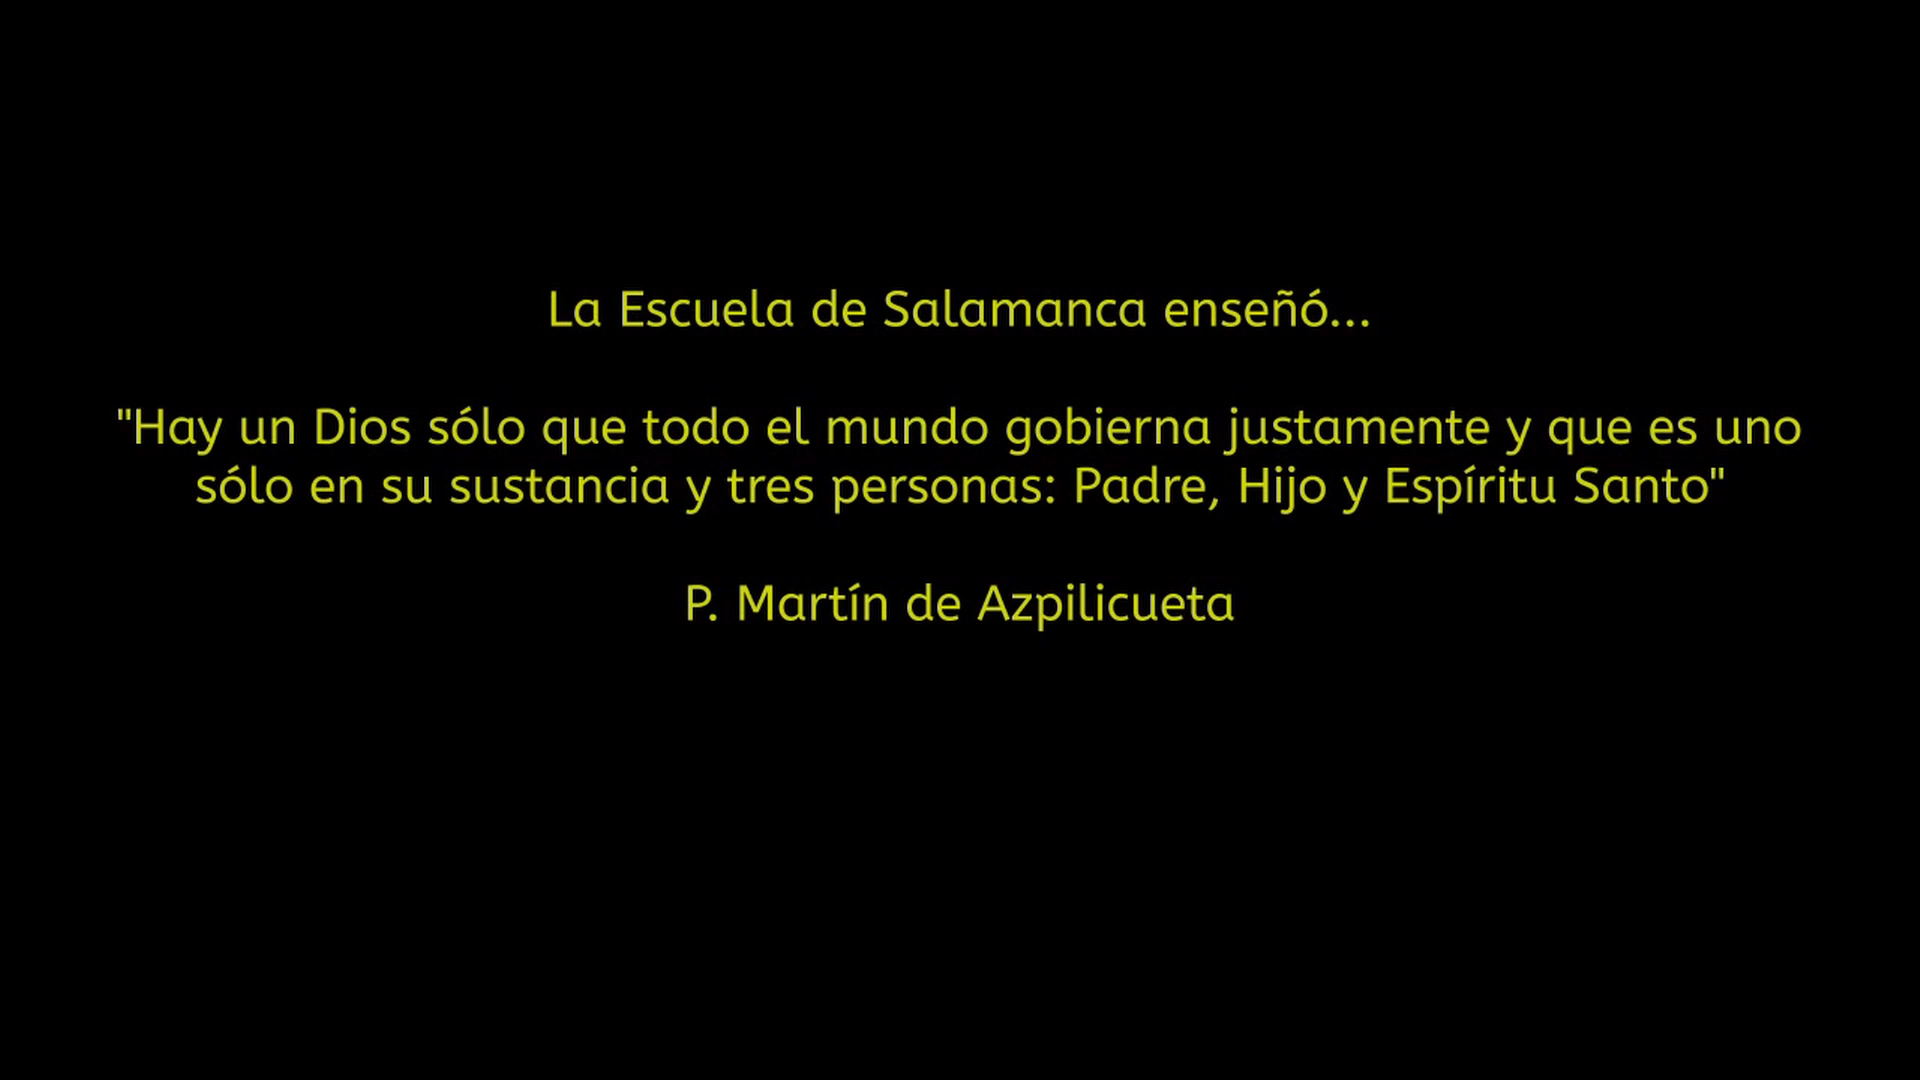 La Escuela de Salamanca enseñó...
"Hay un Dios sólo que todo el mundo gobierna justamente y que es uno
sólo en su sustancia y tres personas: Padre, Hijo y Espíritu Santo"
P. Martín de Azpilicueta